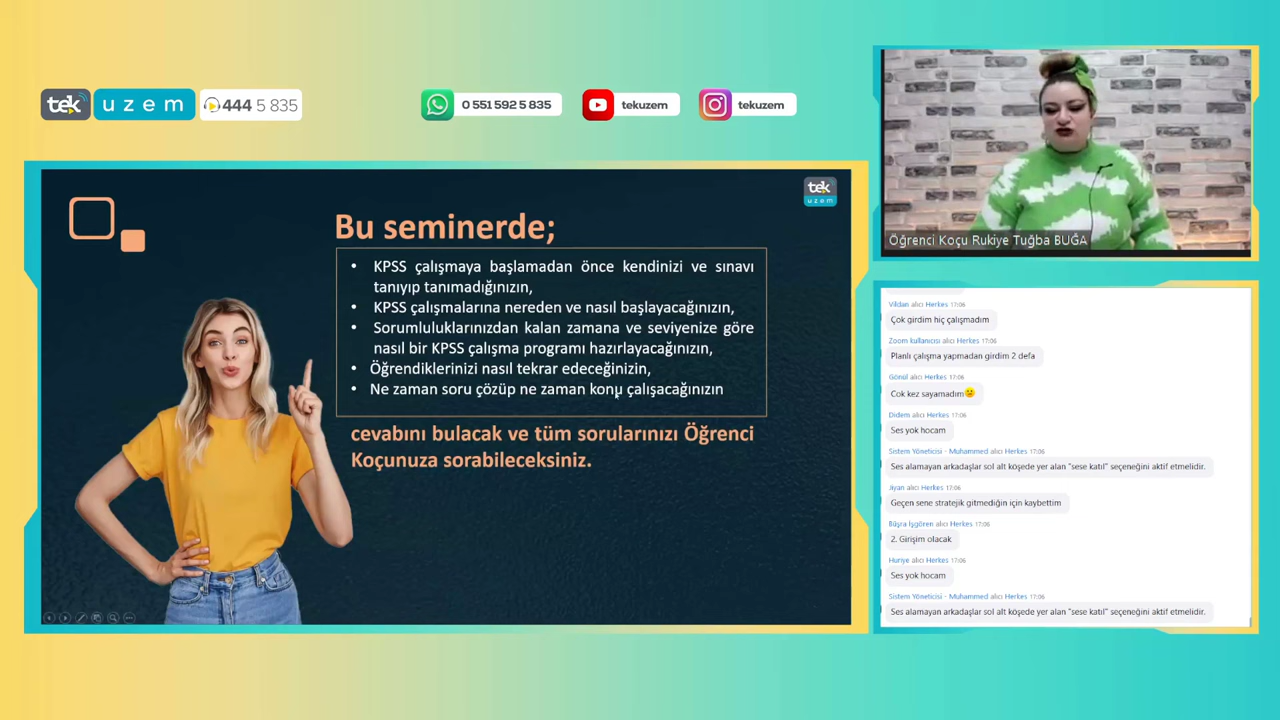 tek uzem 444 5 835
0 551 592 5 835
tekuzem
tekuzem
tek
uzem
Bu seminerde;
• KPSS çalışmaya başlamadan önce kendinizi ve sınavı
tanıyıp tanımadığınızın,
• KPSS çalışmalarına nereden ve nasıl başlayacağınızın,
• Sorumluluklarınızdan kalan zamana ve seviyenize göre
nasıl bir KPSS çalışma programı hazırlayacağınızın,
• Öğrendiklerinizi nasıl tekrar edeceğinizin,
• Ne zaman soru çözüp ne zaman konu çalışacağınızın
cevabını bulacak ve tüm sorularınızı Öğrenci
Koçunuza sorabileceksiniz.
Öğrenci Koçu Rukiye Tuğba BUĞA
Vildan alıcı Herkes 17:06
Çok girdim hiç çalışmadım
Zoom kullanıcısı alıcı Herkes 17:06
Planlı çalışma yapmadan girdim 2 defa
Gönül alıcı Herkes 17:06
Cok kez sayamadım😕
Didem alıcı Herkes 17:06
Ses yok hocam
Sistem Yöneticisi - Muhammed alıcı Herkes 17:06
Ses alamayan arkadaşlar sol alt köşede yer alan "sese katıl" seçeneğini aktif etmelidir.
Jiyan alıcı Herkes 17:06
Geçen sene stratejik gitmediğin için kaybettim
Büşra İşgören alıcı Herkes 17:06
2. Girişim olacak
Huriye alıcı Herkes 17:06
Ses yok hocam
Sistem Yöneticisi - Muhammed alıcı Herkes 17:06
Ses alamayan arkadaşlar sol alt köşede yer alan "sese katıl" seçeneğini aktif etmelidir.